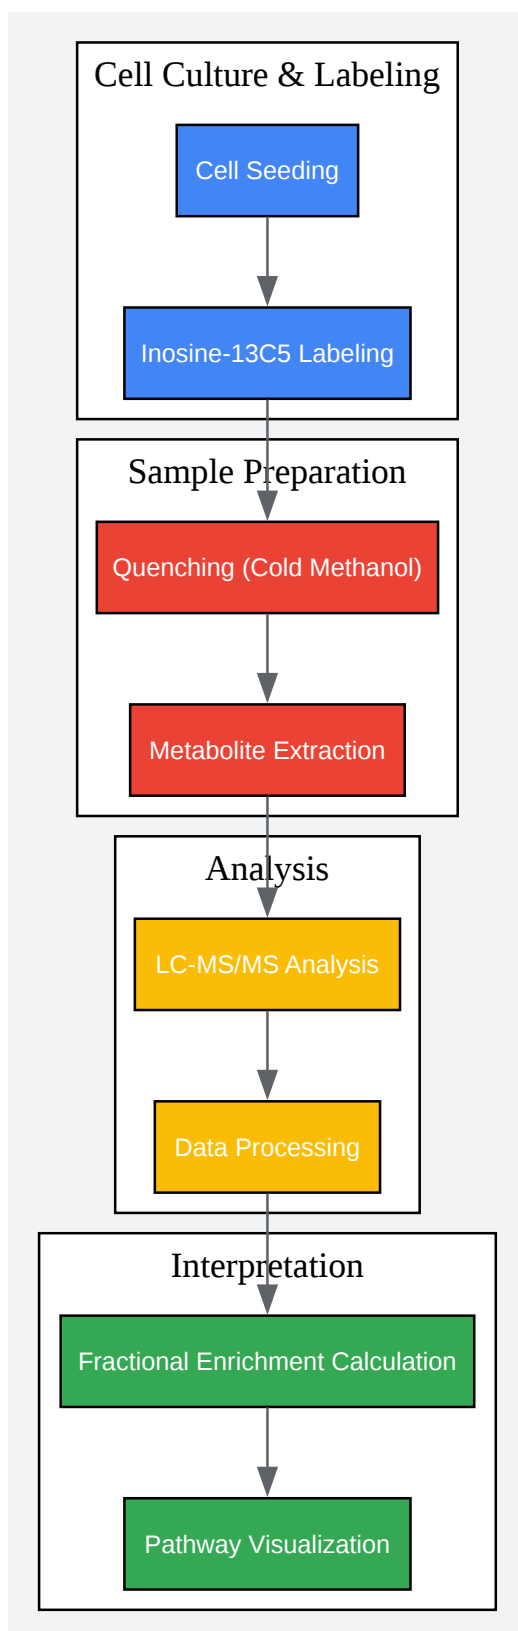 Cell Culture & Labeling
Cell Seeding
Inosine-13C5 Labeling
Sample Preparation
Quenching (Cold Methanol)
Metabolite Extraction
Analysis
LC-MS/MS Analysis
Data Processing
Interpretation
Fractional Enrichment Calculation
Pathway Visualization